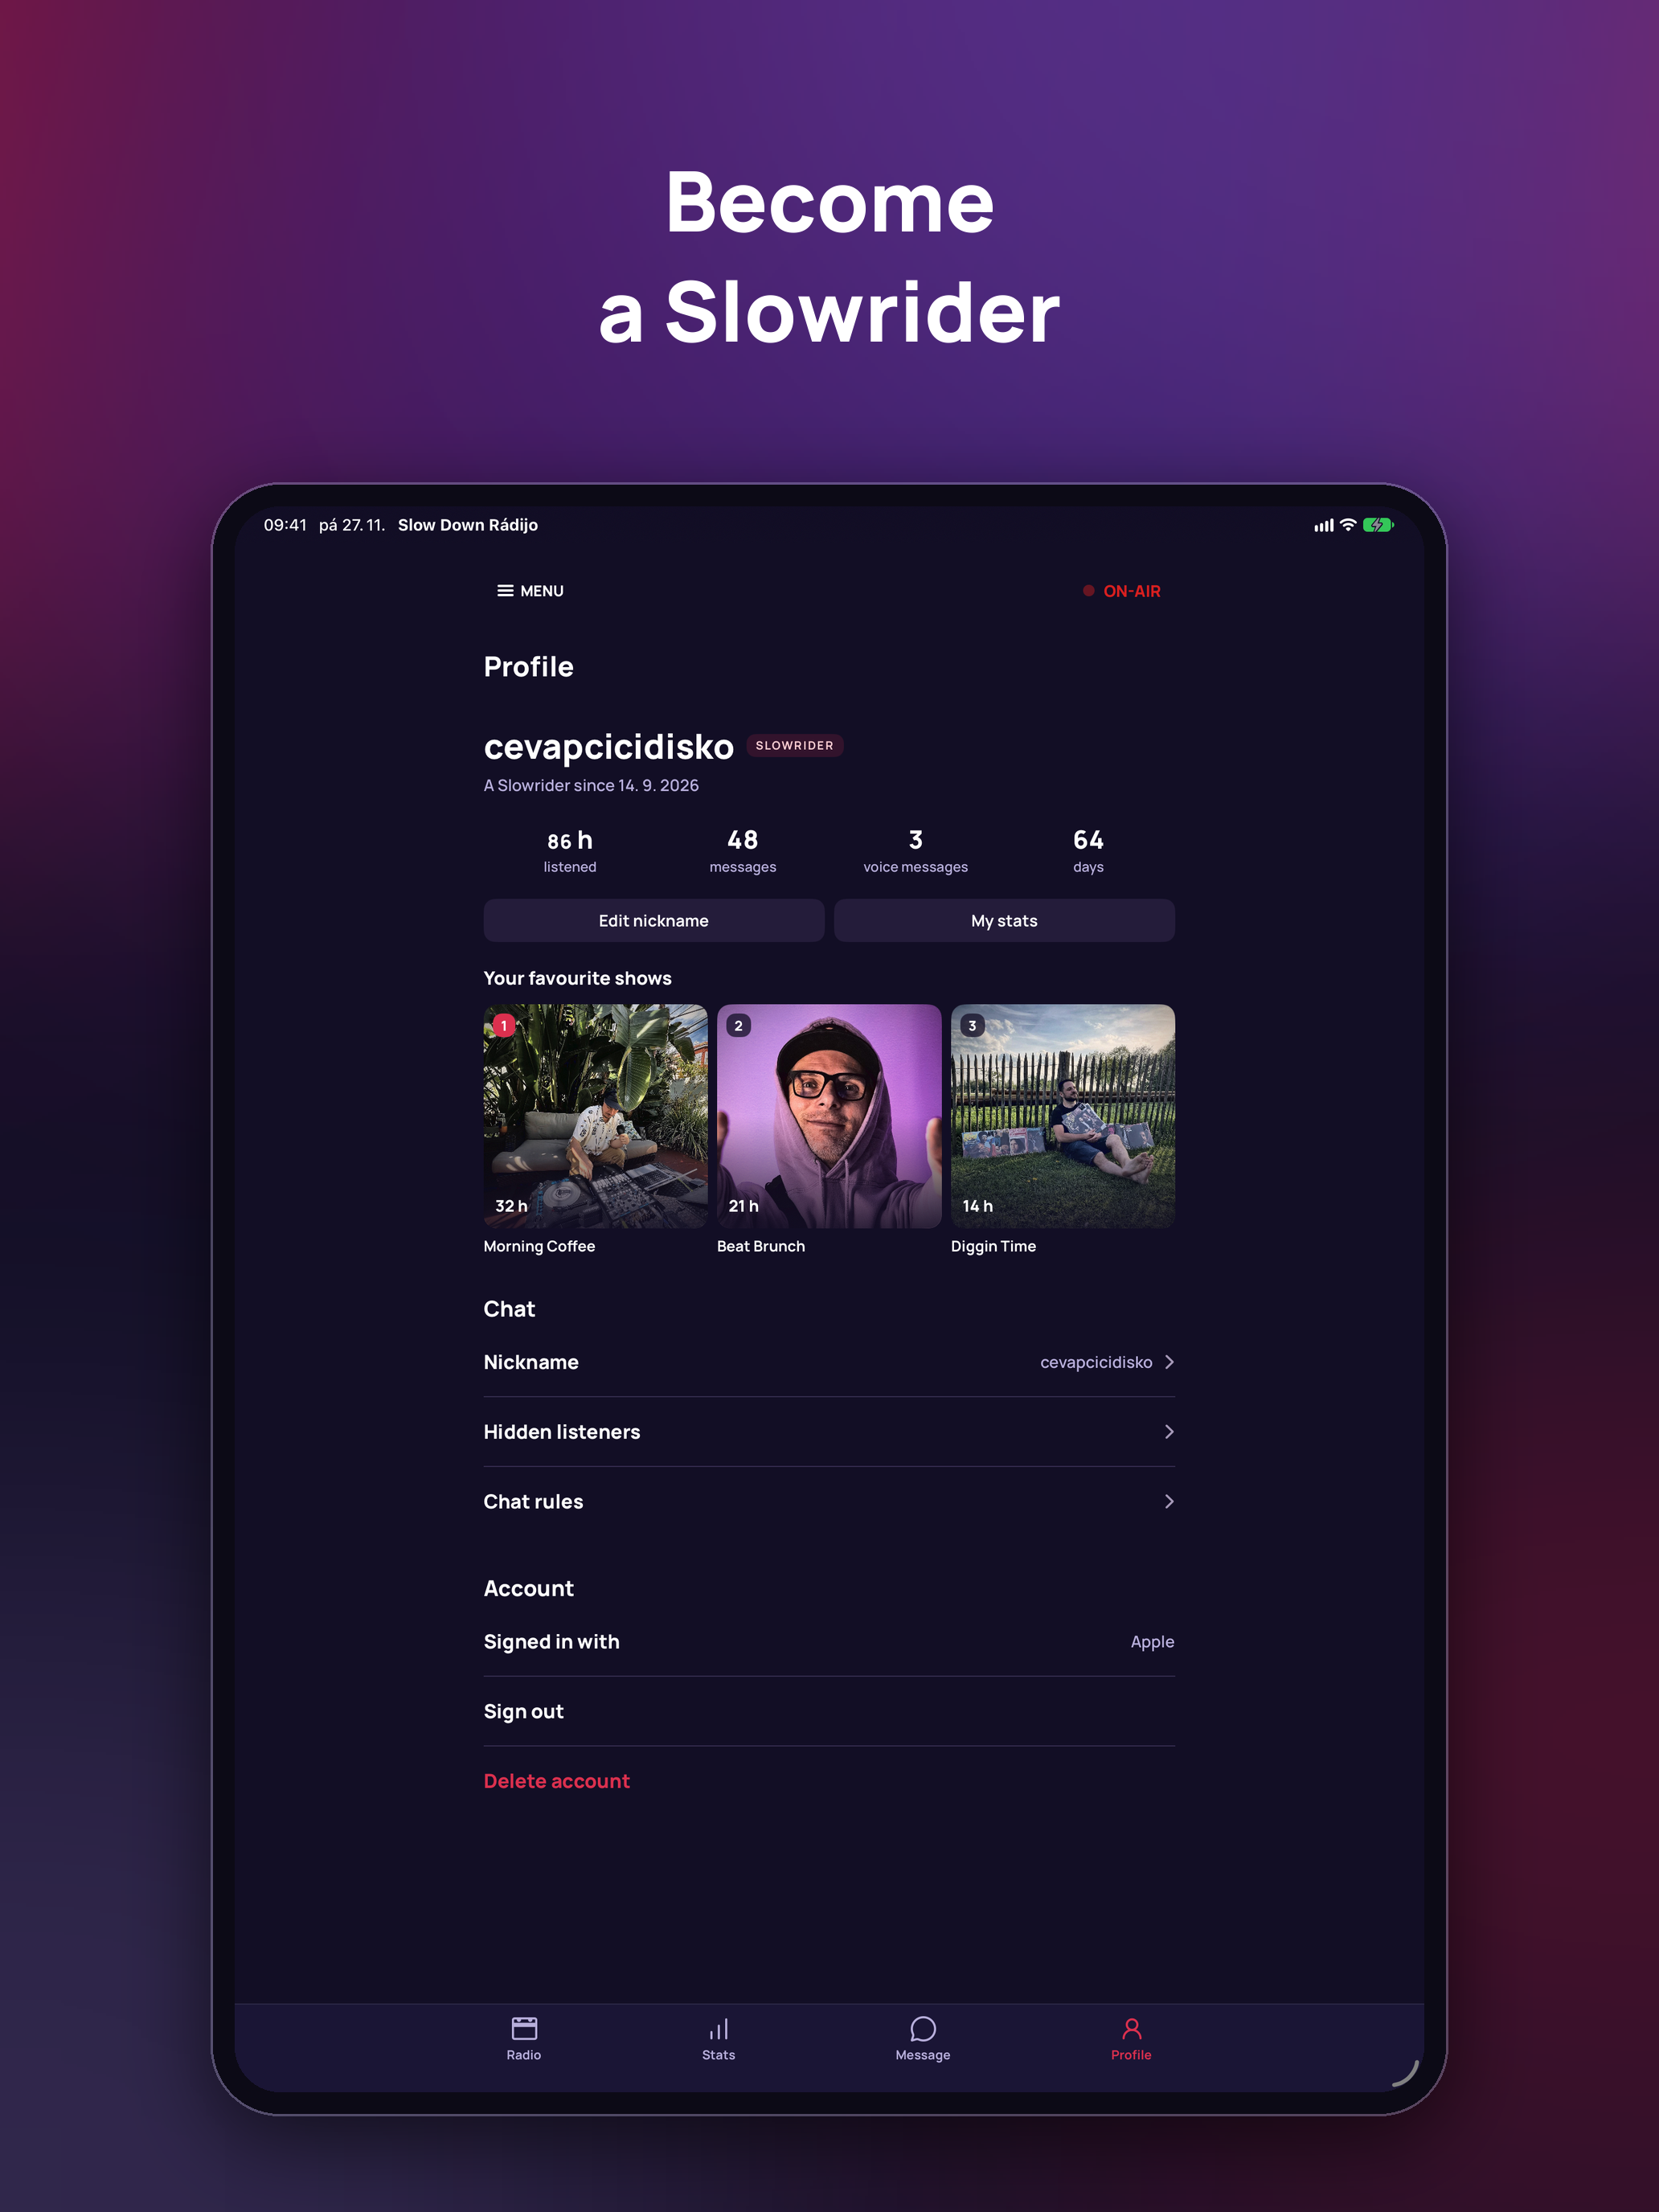 Become
a Slowrider
09:41 pá 27. 11. Slow Down Rádijo
MENU
ON-AIR
Profile
cevapcicidisko SLOWRIDER
A Slowrider since 14. 9. 2026
86 h 48 3 64
listened messages voice messages days
Edit nickname My stats
Your favourite shows
1 2 3
32 h 21 h 14 h
Morning Coffee Beat Brunch Diggin Time
Chat
Nickname cevapcicidisko
Hidden listeners
Chat rules
Account
Signed in with Apple
Sign out
Delete account
Radio Stats Message Profile